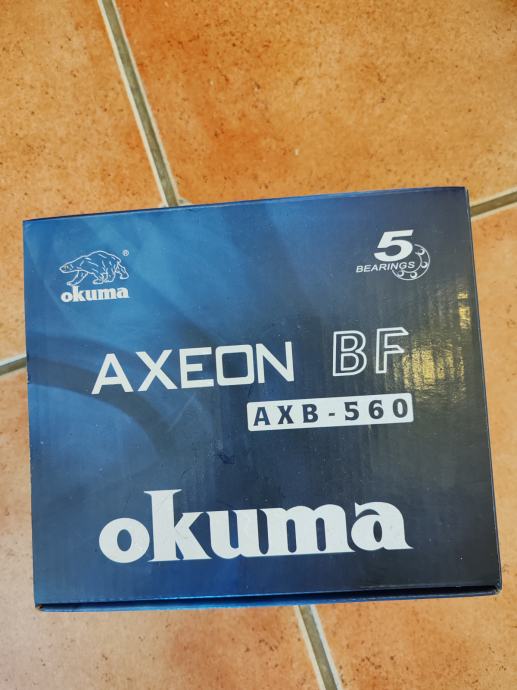 okuma
®
5
BEARINGS
AXEON BF
AXB-560
okuma